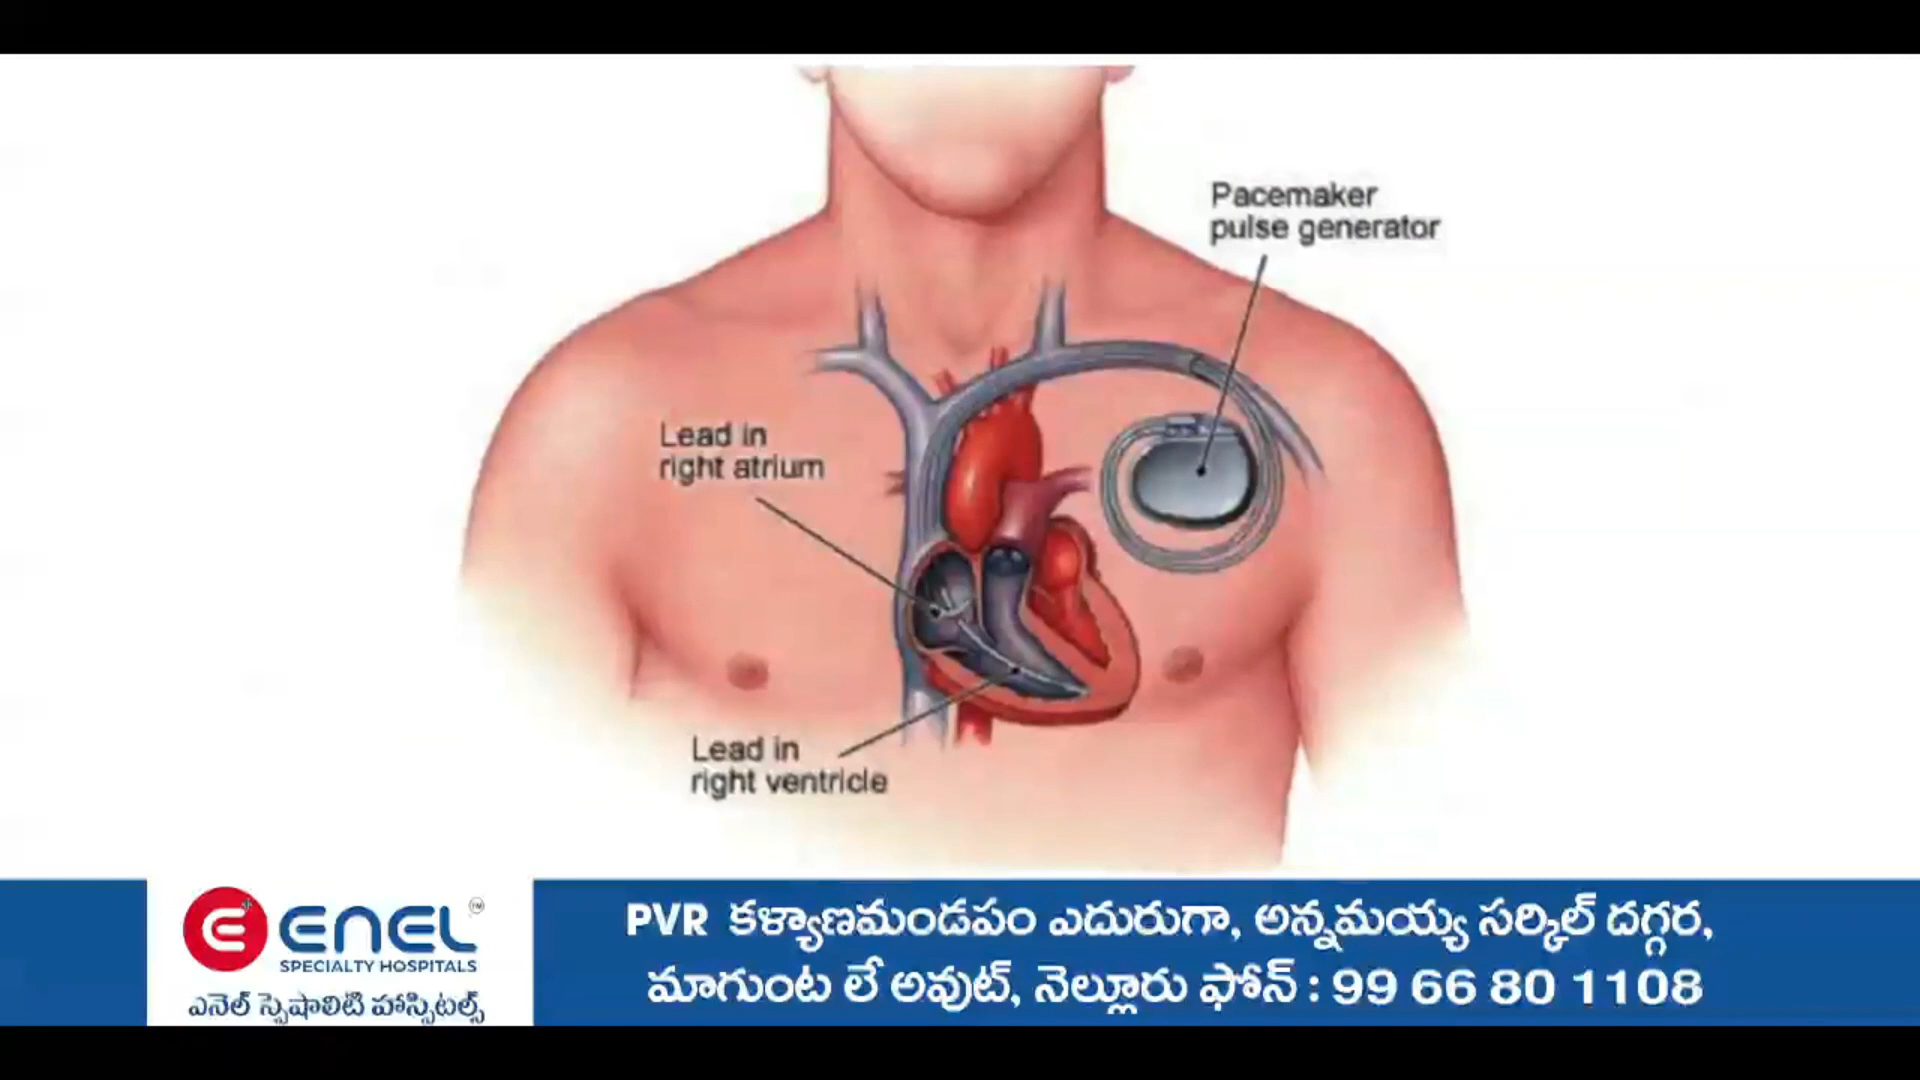 Pacemaker
pulse generator
Lead in
right atrium
Lead in
right ventricle
ENEL TM
SPECIALTY HOSPITALS
ఎనెల్ స్పెషాలిటి హాస్పిటల్స్
PVR కళ్యాణమండపం ఎదురుగా, అన్నమయ్య సర్కిల్ దగ్గర,
మాగుంట లే అవుట్, నెల్లూరు ఫోన్ : 99 66 80 1108